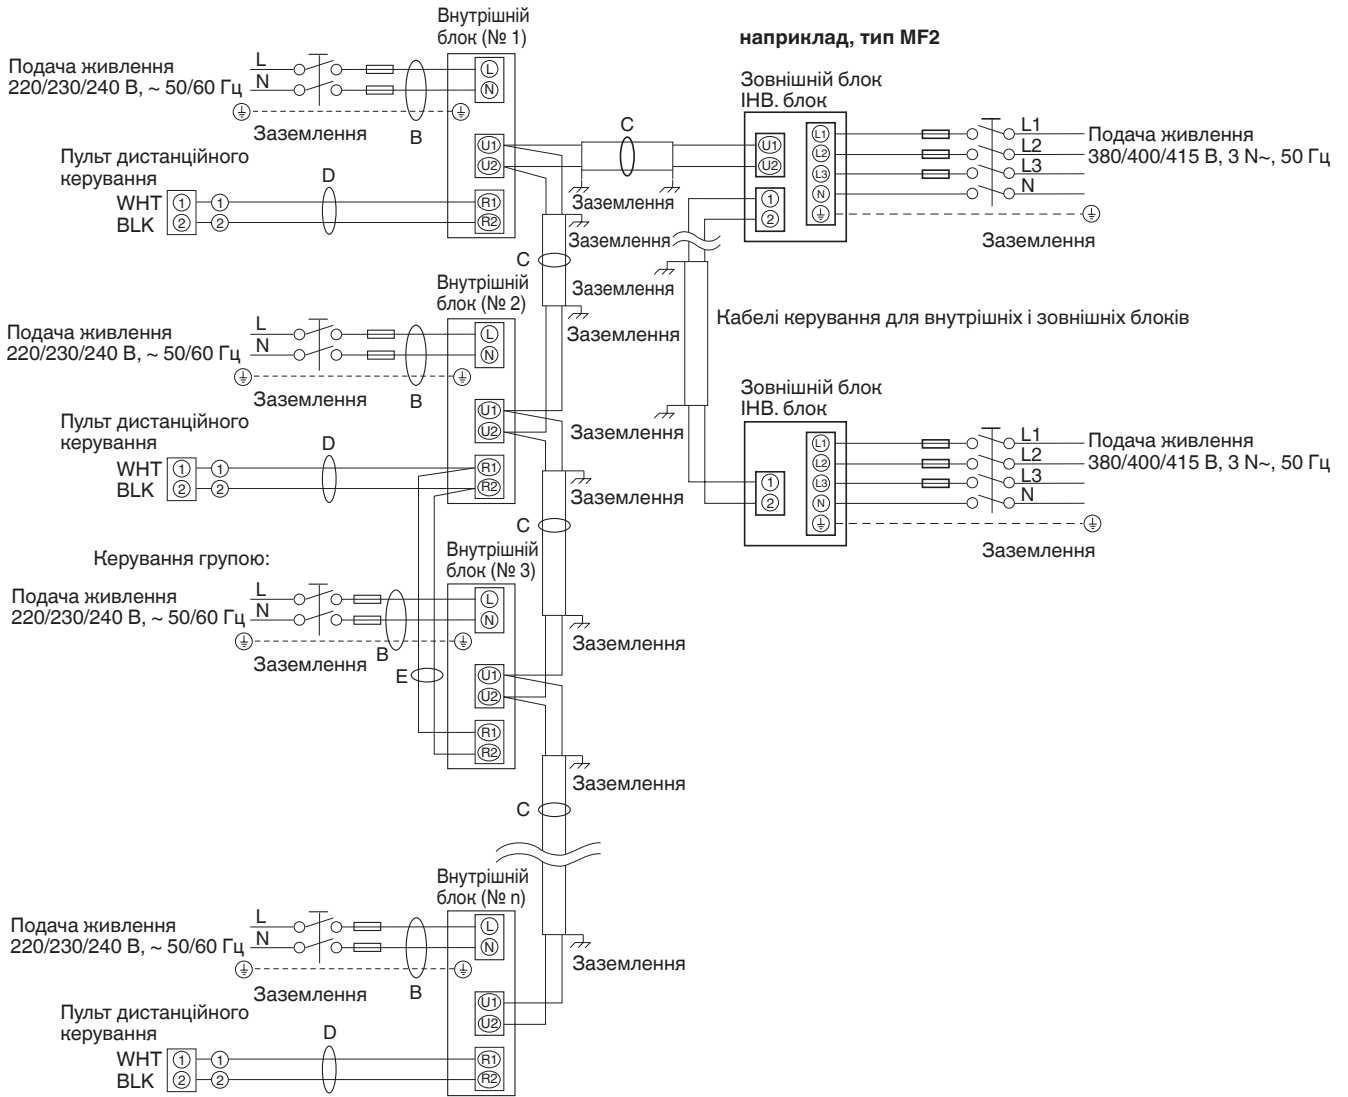 Внутрішній
блок (№ 1)
L
N
Подача живлення
220/230/240 В, ~ 50/60 Гц
Заземлення
B
L
N
U1
U2
R1
R2
Пульт дистанційного
керування
WHT
BLK
1
2
1
2
D
C
Заземлення
Заземлення
C
Заземлення
Заземлення
наприклад, тип MF2
Зовнішній блок
ІНВ. блок
U1
U2
1
2
L1
L2
L3
N
L1
L2
L3
N
Подача живлення
380/400/415 В, 3 N~, 50 Гц
Заземлення
Кабелі керування для внутрішніх і зовнішніх блоків
Внутрішній
блок (№ 2)
L
N
Подача живлення
220/230/240 В, ~ 50/60 Гц
Заземлення
B
L
N
U1
U2
R1
R2
Пульт дистанційного
керування
WHT
BLK
1
2
1
2
D
Заземлення
Заземлення
C
Зовнішній блок
ІНВ. блок
1
2
L1
L2
L3
N
L1
L2
L3
N
Подача живлення
380/400/415 В, 3 N~, 50 Гц
Заземлення
Керування групою:
Внутрішній
блок (№ 3)
L
N
Подача живлення
220/230/240 В, ~ 50/60 Гц
Заземлення
B
E
L
N
U1
U2
R1
R2
Заземлення
Заземлення
C
Внутрішній
блок (№ n)
L
N
Подача живлення
220/230/240 В, ~ 50/60 Гц
Заземлення
B
L
N
U1
U2
R1
R2
Заземлення
Пульт дистанційного
керування
WHT
BLK
1
2
1
2
D